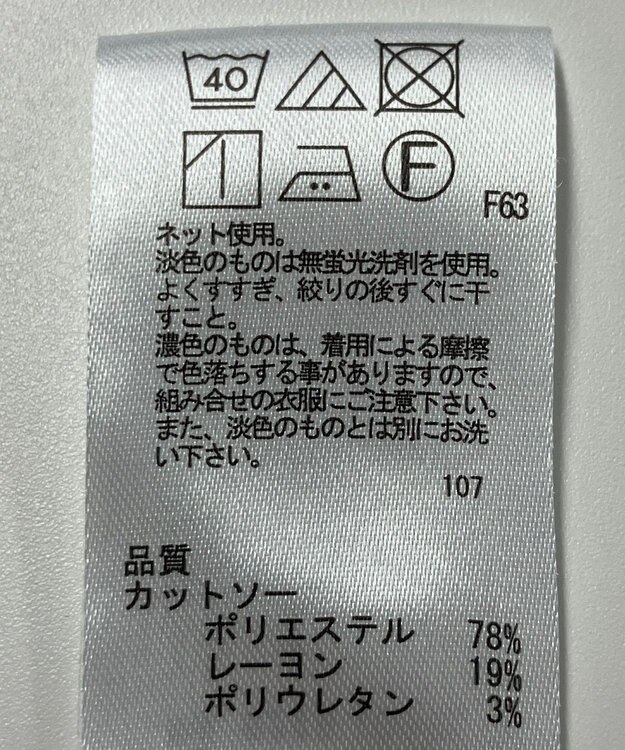 40
F
F63
ネット使用。
淡色のものは無蛍光洗剤を使用。
よくすすぎ、絞りの後すぐに干
すこと。
濃色のものは、着用による摩擦
で色落ちする事がありますので、
組み合せの衣服にご注意下さい。
また、淡色のものとは別にお洗
い下さい。
107
品質
カットソー
ポリエステル 78%
レーヨン 19%
ポリウレタン 3%